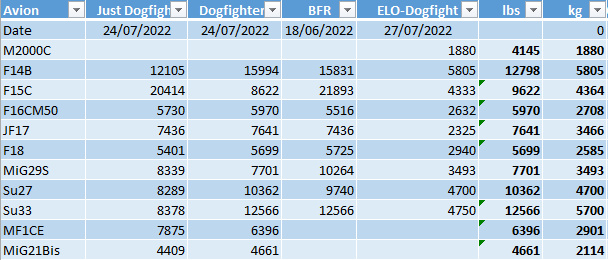 Avion Just Dogfigh Dogfighter BFR ELO-Dogfight lbs kg
Date 24/07/2022 24/07/2022 18/06/2022 27/07/2022 0
M2000C 1880 4145 1880
F14B 12105 15994 15831 5805 12798 5805
F15C 20414 8622 21893 4333 9622 4364
F16CM50 5730 5970 5516 2632 5970 2708
JF17 7436 7641 7436 2325 7641 3466
F18 5401 5699 5725 2940 5699 2585
MiG29S 8339 7701 10264 3493 7701 3493
Su27 8289 10362 9740 4700 10362 4700
Su33 8378 12566 12566 4750 12566 5700
MF1CE 7875 6396 6396 2901
MiG21Bis 4409 4661 4661 2114